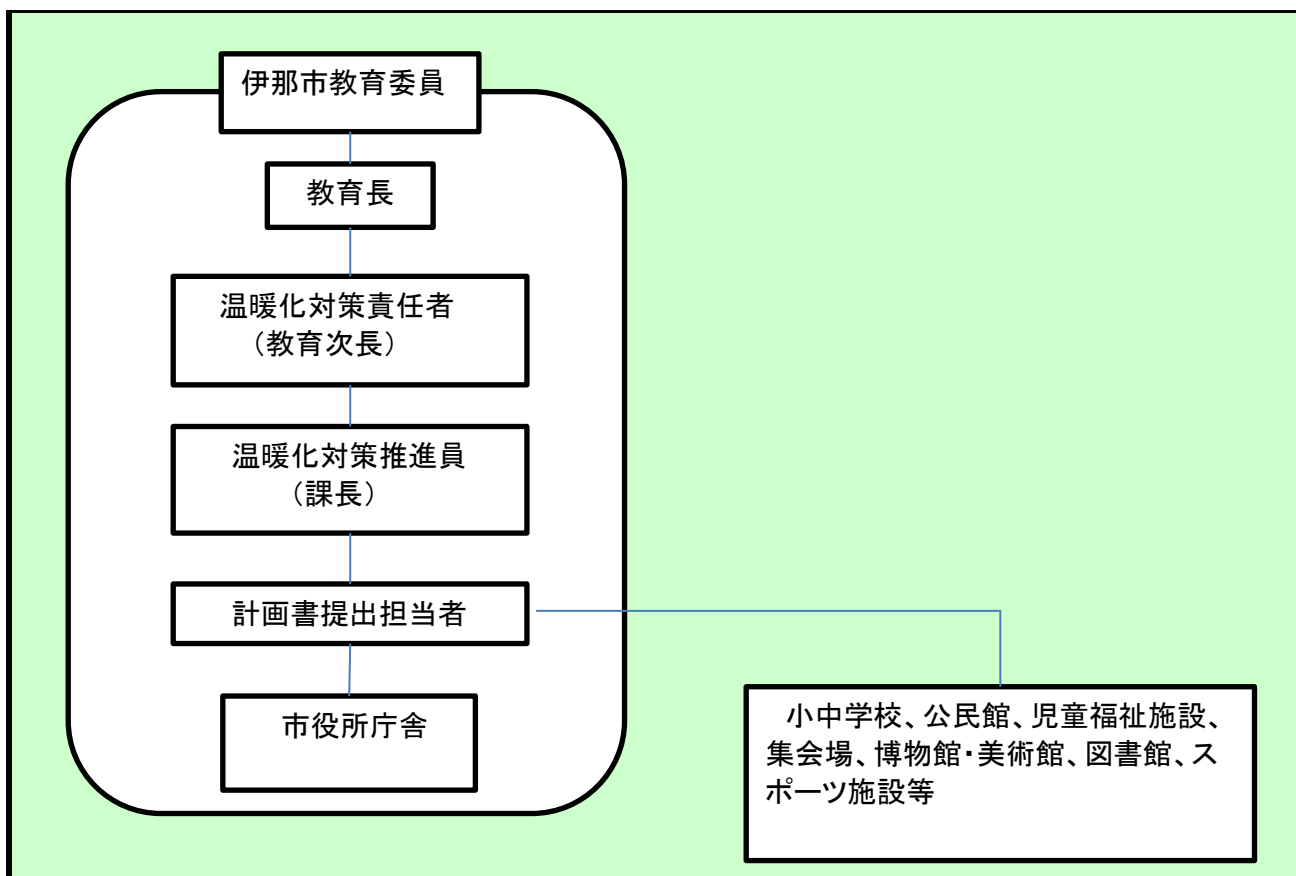 伊那市教育委員
教育長
温暖化対策責任者
（教育次長）
温暖化対策推進員
（課長）
計画書提出担当者
市役所庁舎
小中学校、公民館、児童福祉施設、
集会場、博物館・美術館、図書館、ス
ポーツ施設等